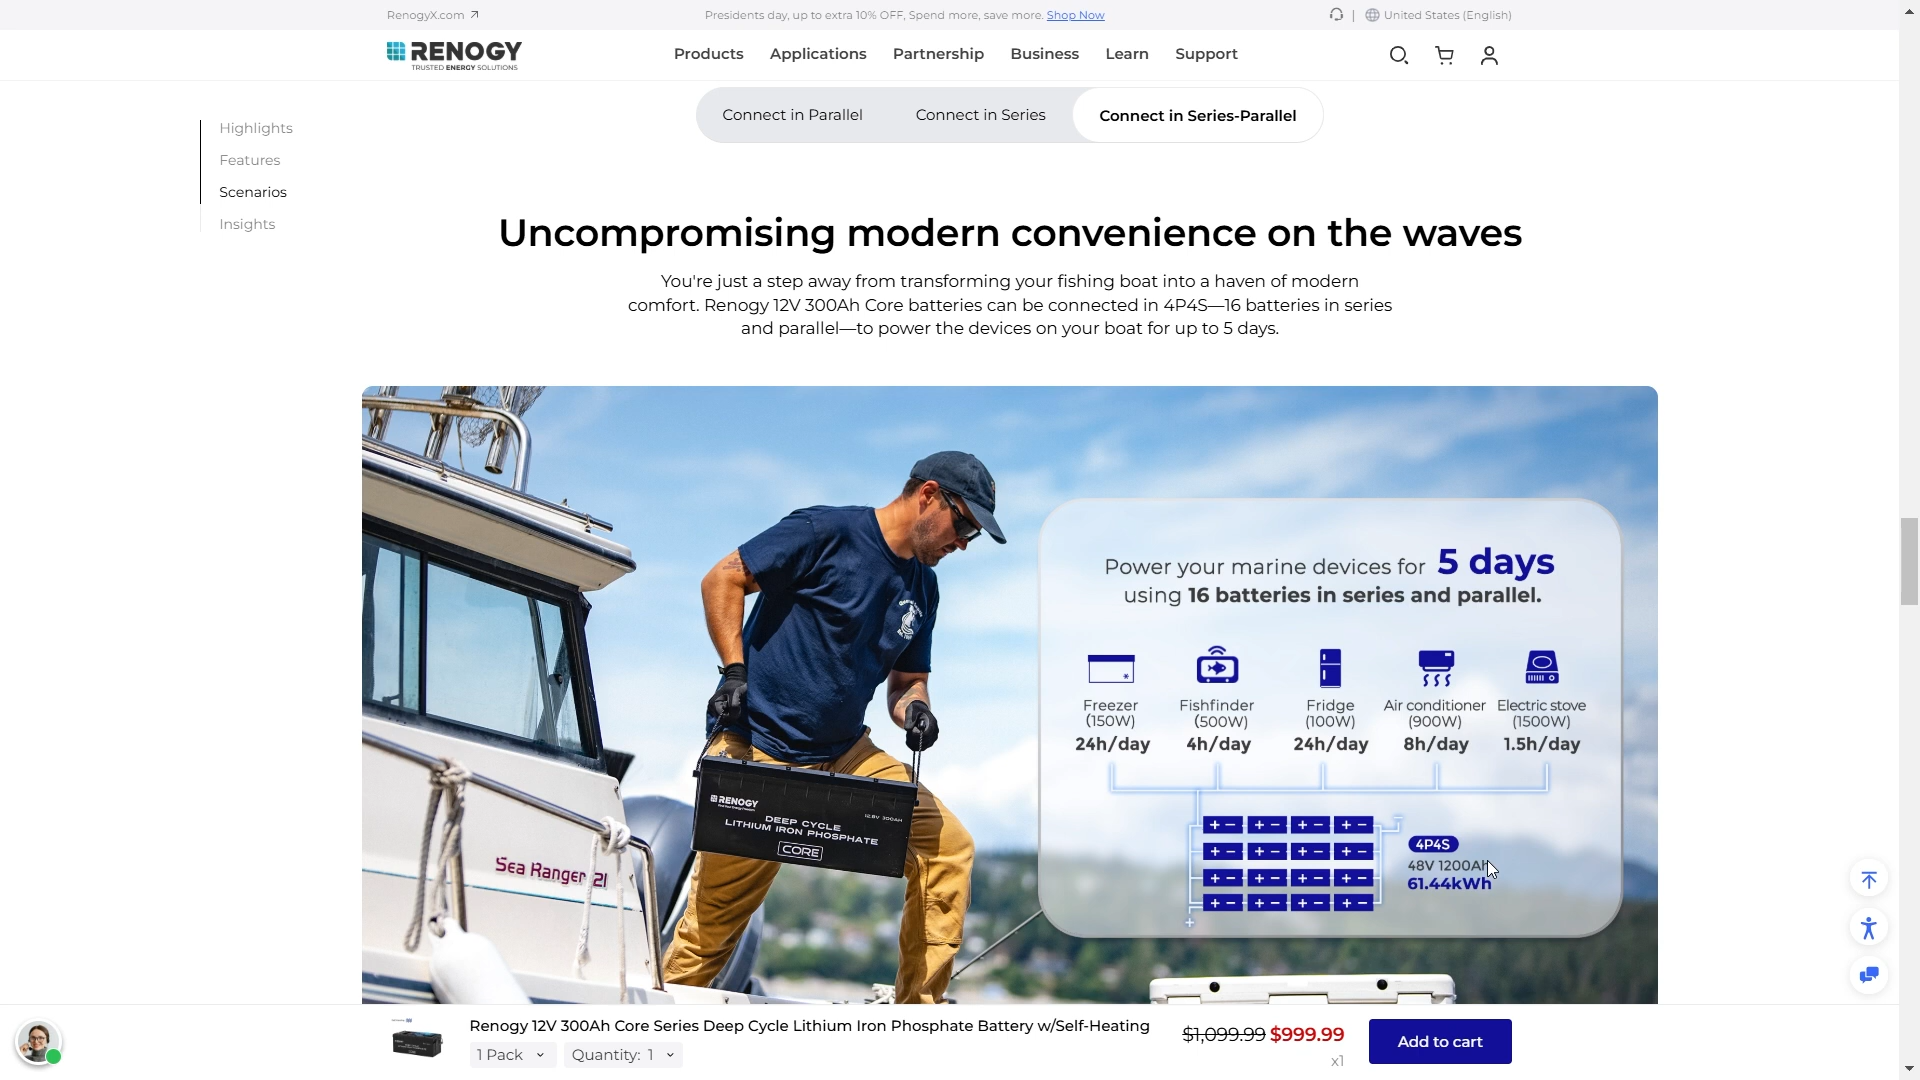 RenogyX.com
Presidents day, up to extra 10% OFF, Spend more, save more. Shop Now
United States (English)
RENOGY
TRUSTED ENERGY SOLUTIONS
Products
Applications
Partnership
Business
Learn
Support
Connect in Parallel
Connect in Series
Connect in Series-Parallel
Highlights
Features
Scenarios
Insights
Uncompromising modern convenience on the waves
You're just a step away from transforming your fishing boat into a haven of modern
comfort. Renogy 12V 300Ah Core batteries can be connected in 4P4S—16 batteries in series
and parallel—to power the devices on your boat for up to 5 days.
Power your marine devices for 5 days
using 16 batteries in series and parallel.
Freezer
(150W)
24h/day
Fishfinder
(500W)
4h/day
Fridge
(100W)
24h/day
Air conditioner
(900W)
8h/day
Electric stove
(1500W)
1.5h/day
4P4S
48V 1200Ah
61.44kWh
RENOGY
12.8V 300AH
DEEP CYCLE
LITHIUM IRON PHOSPHATE
CORE
Sea Ranger 21
Renogy 12V 300Ah Core Series Deep Cycle Lithium Iron Phosphate Battery w/Self-Heating
1 Pack
Quantity: 1
$1,099.99 $999.99
x1
Add to cart